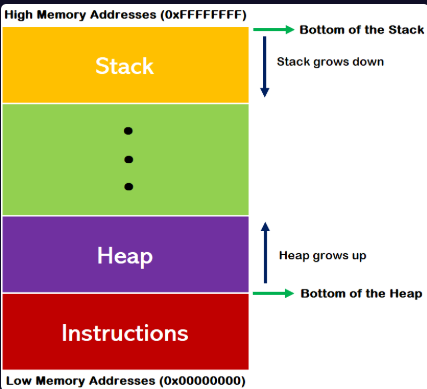 High Memory Addresses (0xFFFFFFFF)
Bottom of the Stack
Stack
Stack grows down
Heap
Heap grows up
Bottom of the Heap
Instructions
Low Memory Addresses (0x00000000)